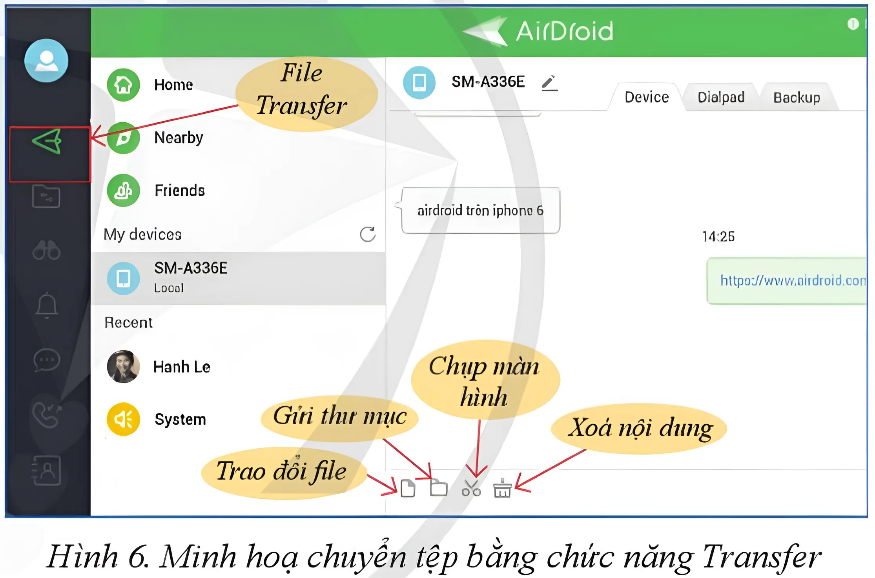 AirDroid
File
Transfer
Home
Nearby
Friends
My devices
SM-A336E
Local
Recent
Hanh Le
System
SM-A336E
Device
Dialpad
Backup
airdroid trên iphone 6
14:25
https://www.airdroid.com
Chụp màn
hình
Gửi thư mục
Xoá nội dung
Trao đổi file
Hình 6. Minh hoạ chuyển tệp bằng chức năng Transfer